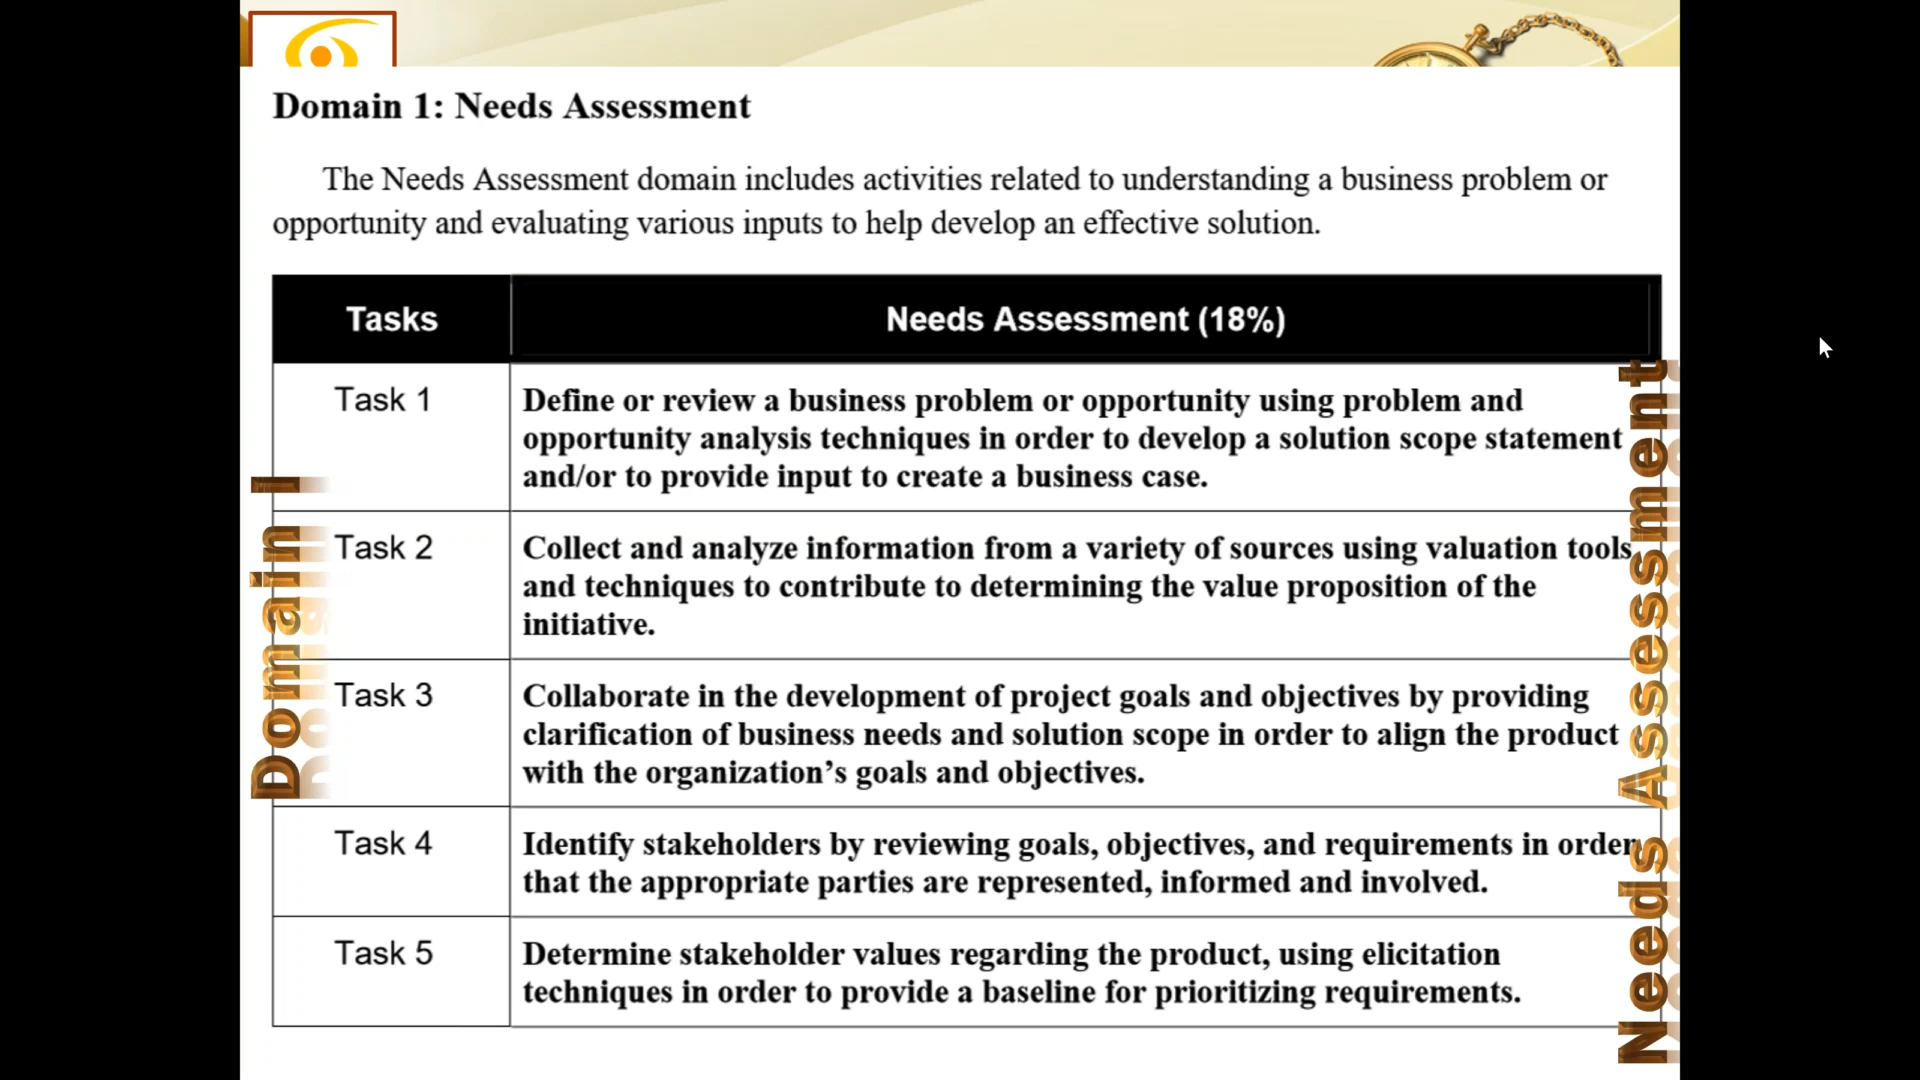 Domain 1: Needs Assessment
The Needs Assessment domain includes activities related to understanding a business problem or
opportunity and evaluating various inputs to help develop an effective solution.
Tasks
Needs Assessment (18%)
Task 1
Define or review a business problem or opportunity using problem and
opportunity analysis techniques in order to develop a solution scope statement
and/or to provide input to create a business case.
Task 2
Collect and analyze information from a variety of sources using valuation tools
and techniques to contribute to determining the value proposition of the
initiative.
Task 3
Collaborate in the development of project goals and objectives by providing
clarification of business needs and solution scope in order to align the product
with the organization’s goals and objectives.
Task 4
Identify stakeholders by reviewing goals, objectives, and requirements in order
that the appropriate parties are represented, informed and involved.
Task 5
Determine stakeholder values regarding the product, using elicitation
techniques in order to provide a baseline for prioritizing requirements.
Domain I
Needs Assessment